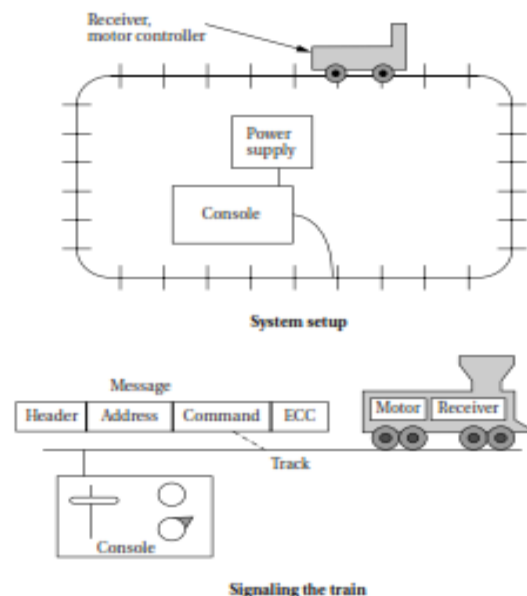 Receiver,
motor controller
Power
supply
Console
System setup
Message
Header Address Command ECC
Motor Receiver
Track
Console
Signaling the train